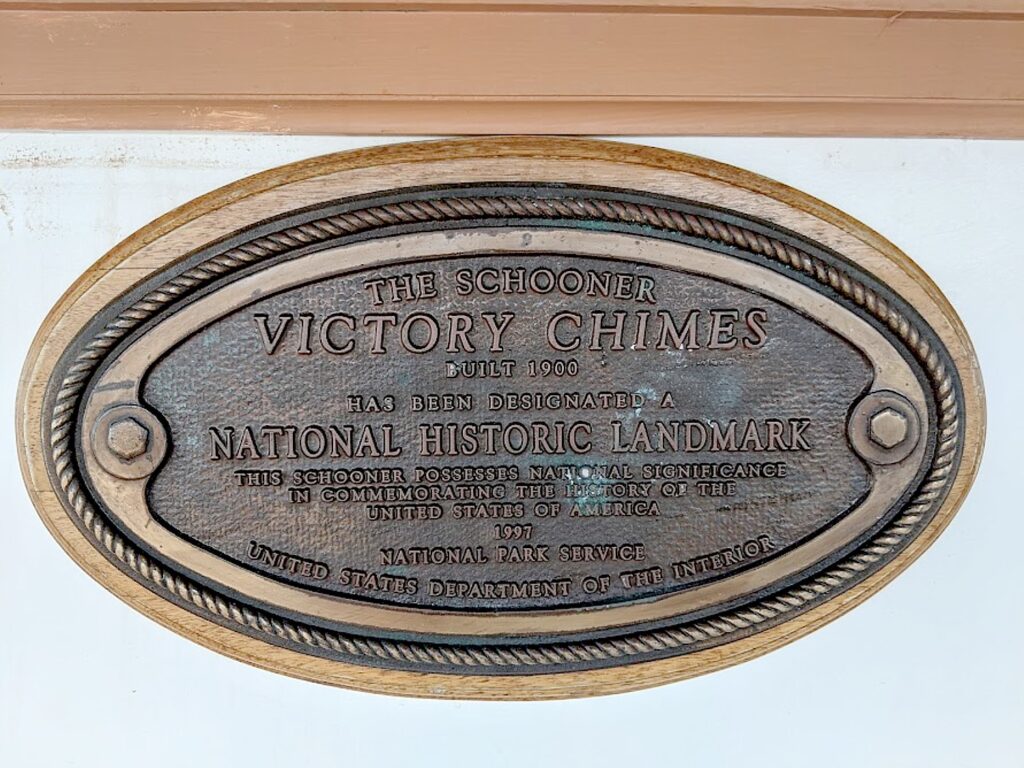 THE SCHOONER
VICTORY CHIMES
BUILT 1900
HAS BEEN DESIGNATED A
NATIONAL HISTORIC LANDMARK
THIS SCHOONER POSSESSES NATIONAL SIGNIFICANCE
IN COMMEMORATING THE HISTORY OF THE
UNITED STATES OF AMERICA
1997
NATIONAL PARK SERVICE
UNITED STATES DEPARTMENT OF THE INTERIOR